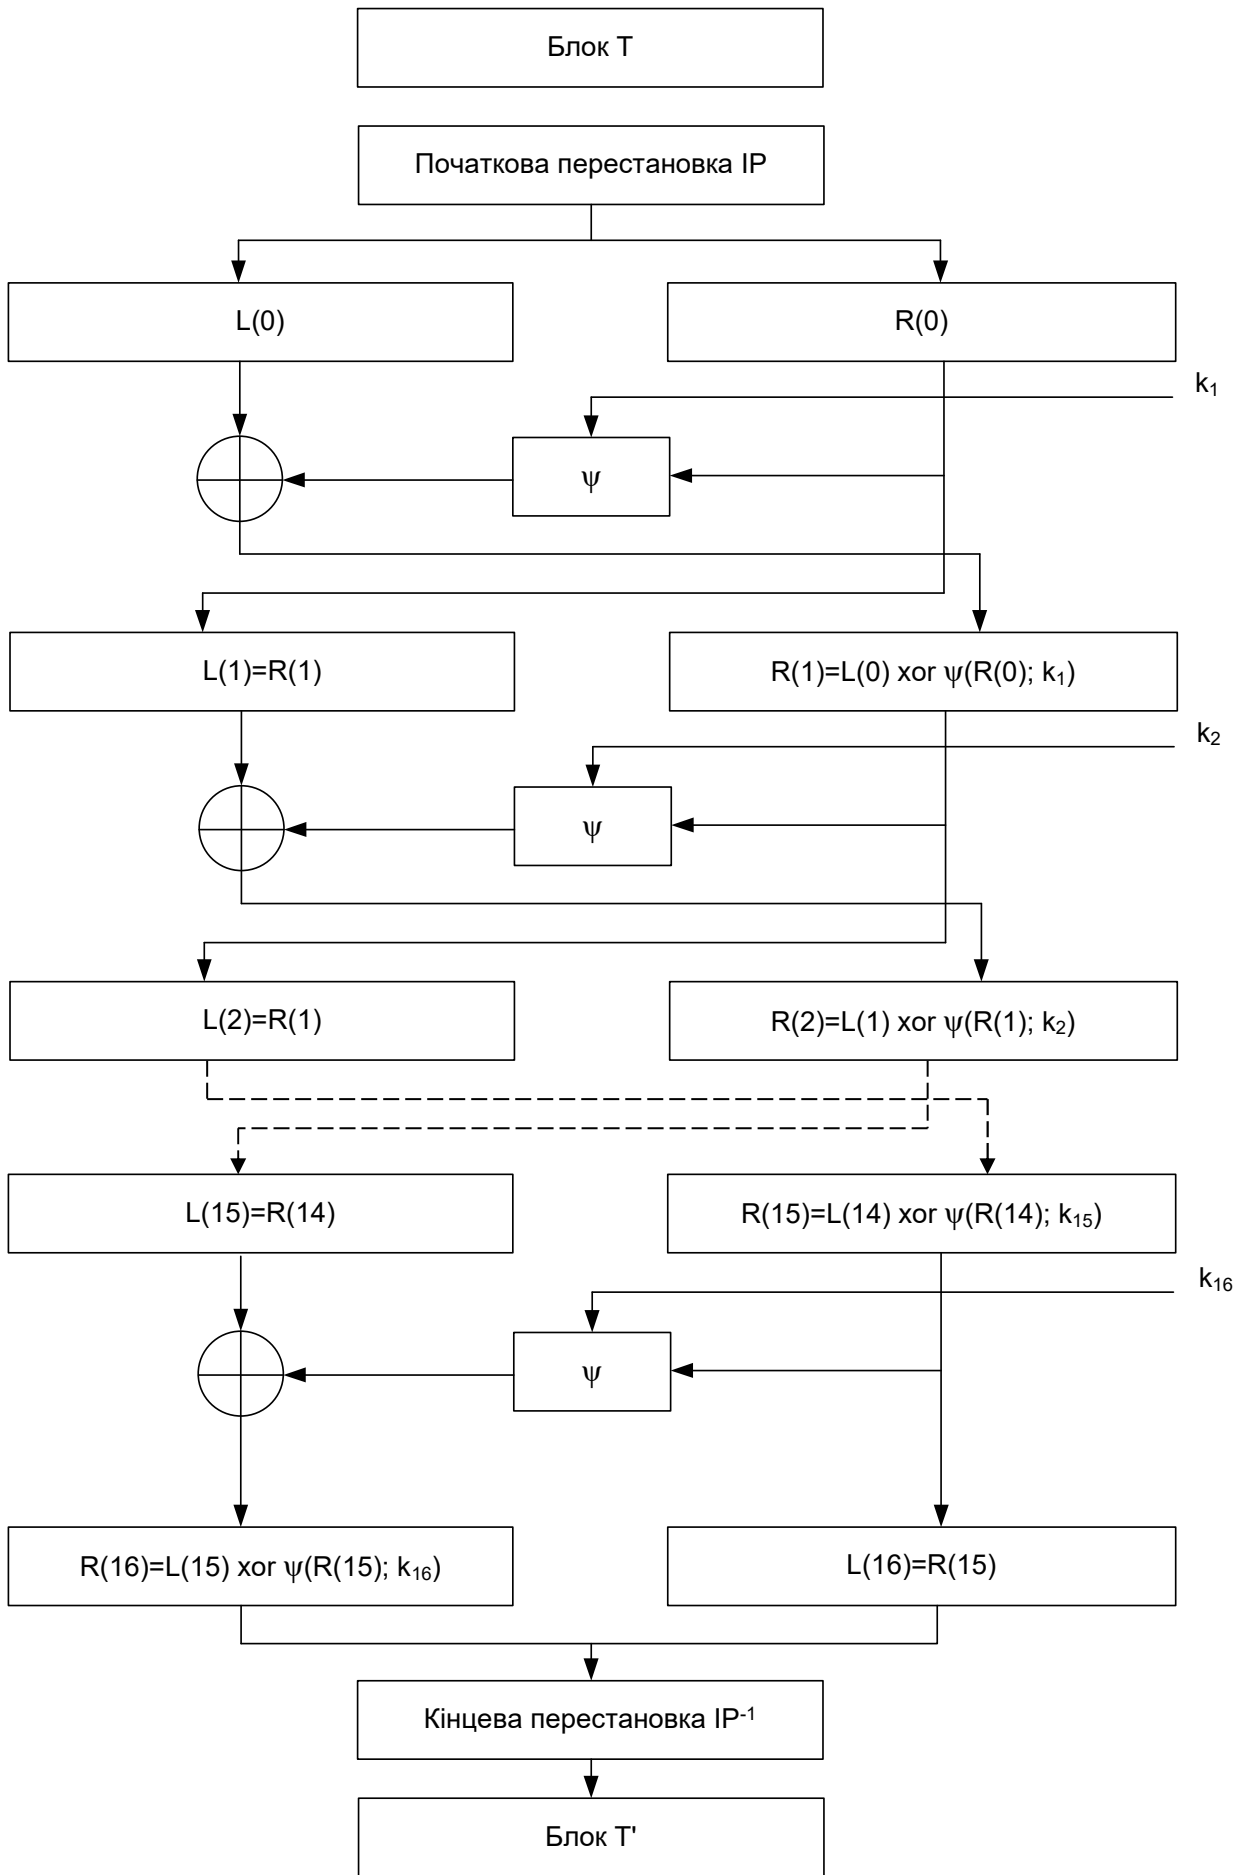 Блок T
Початкова перестановка IP
L(0)
R(0)
k₁
ψ
L(1)=R(1)
R(1)=L(0) xor ψ(R(0); k₁)
k₂
ψ
L(2)=R(1)
R(2)=L(1) xor ψ(R(1); k₂)
L(15)=R(14)
R(15)=L(14) xor ψ(R(14); k₁₅)
k₁₆
ψ
R(16)=L(15) xor ψ(R(15); k₁₆)
L(16)=R(15)
Кінцева перестановка IP⁻¹
Блок T'